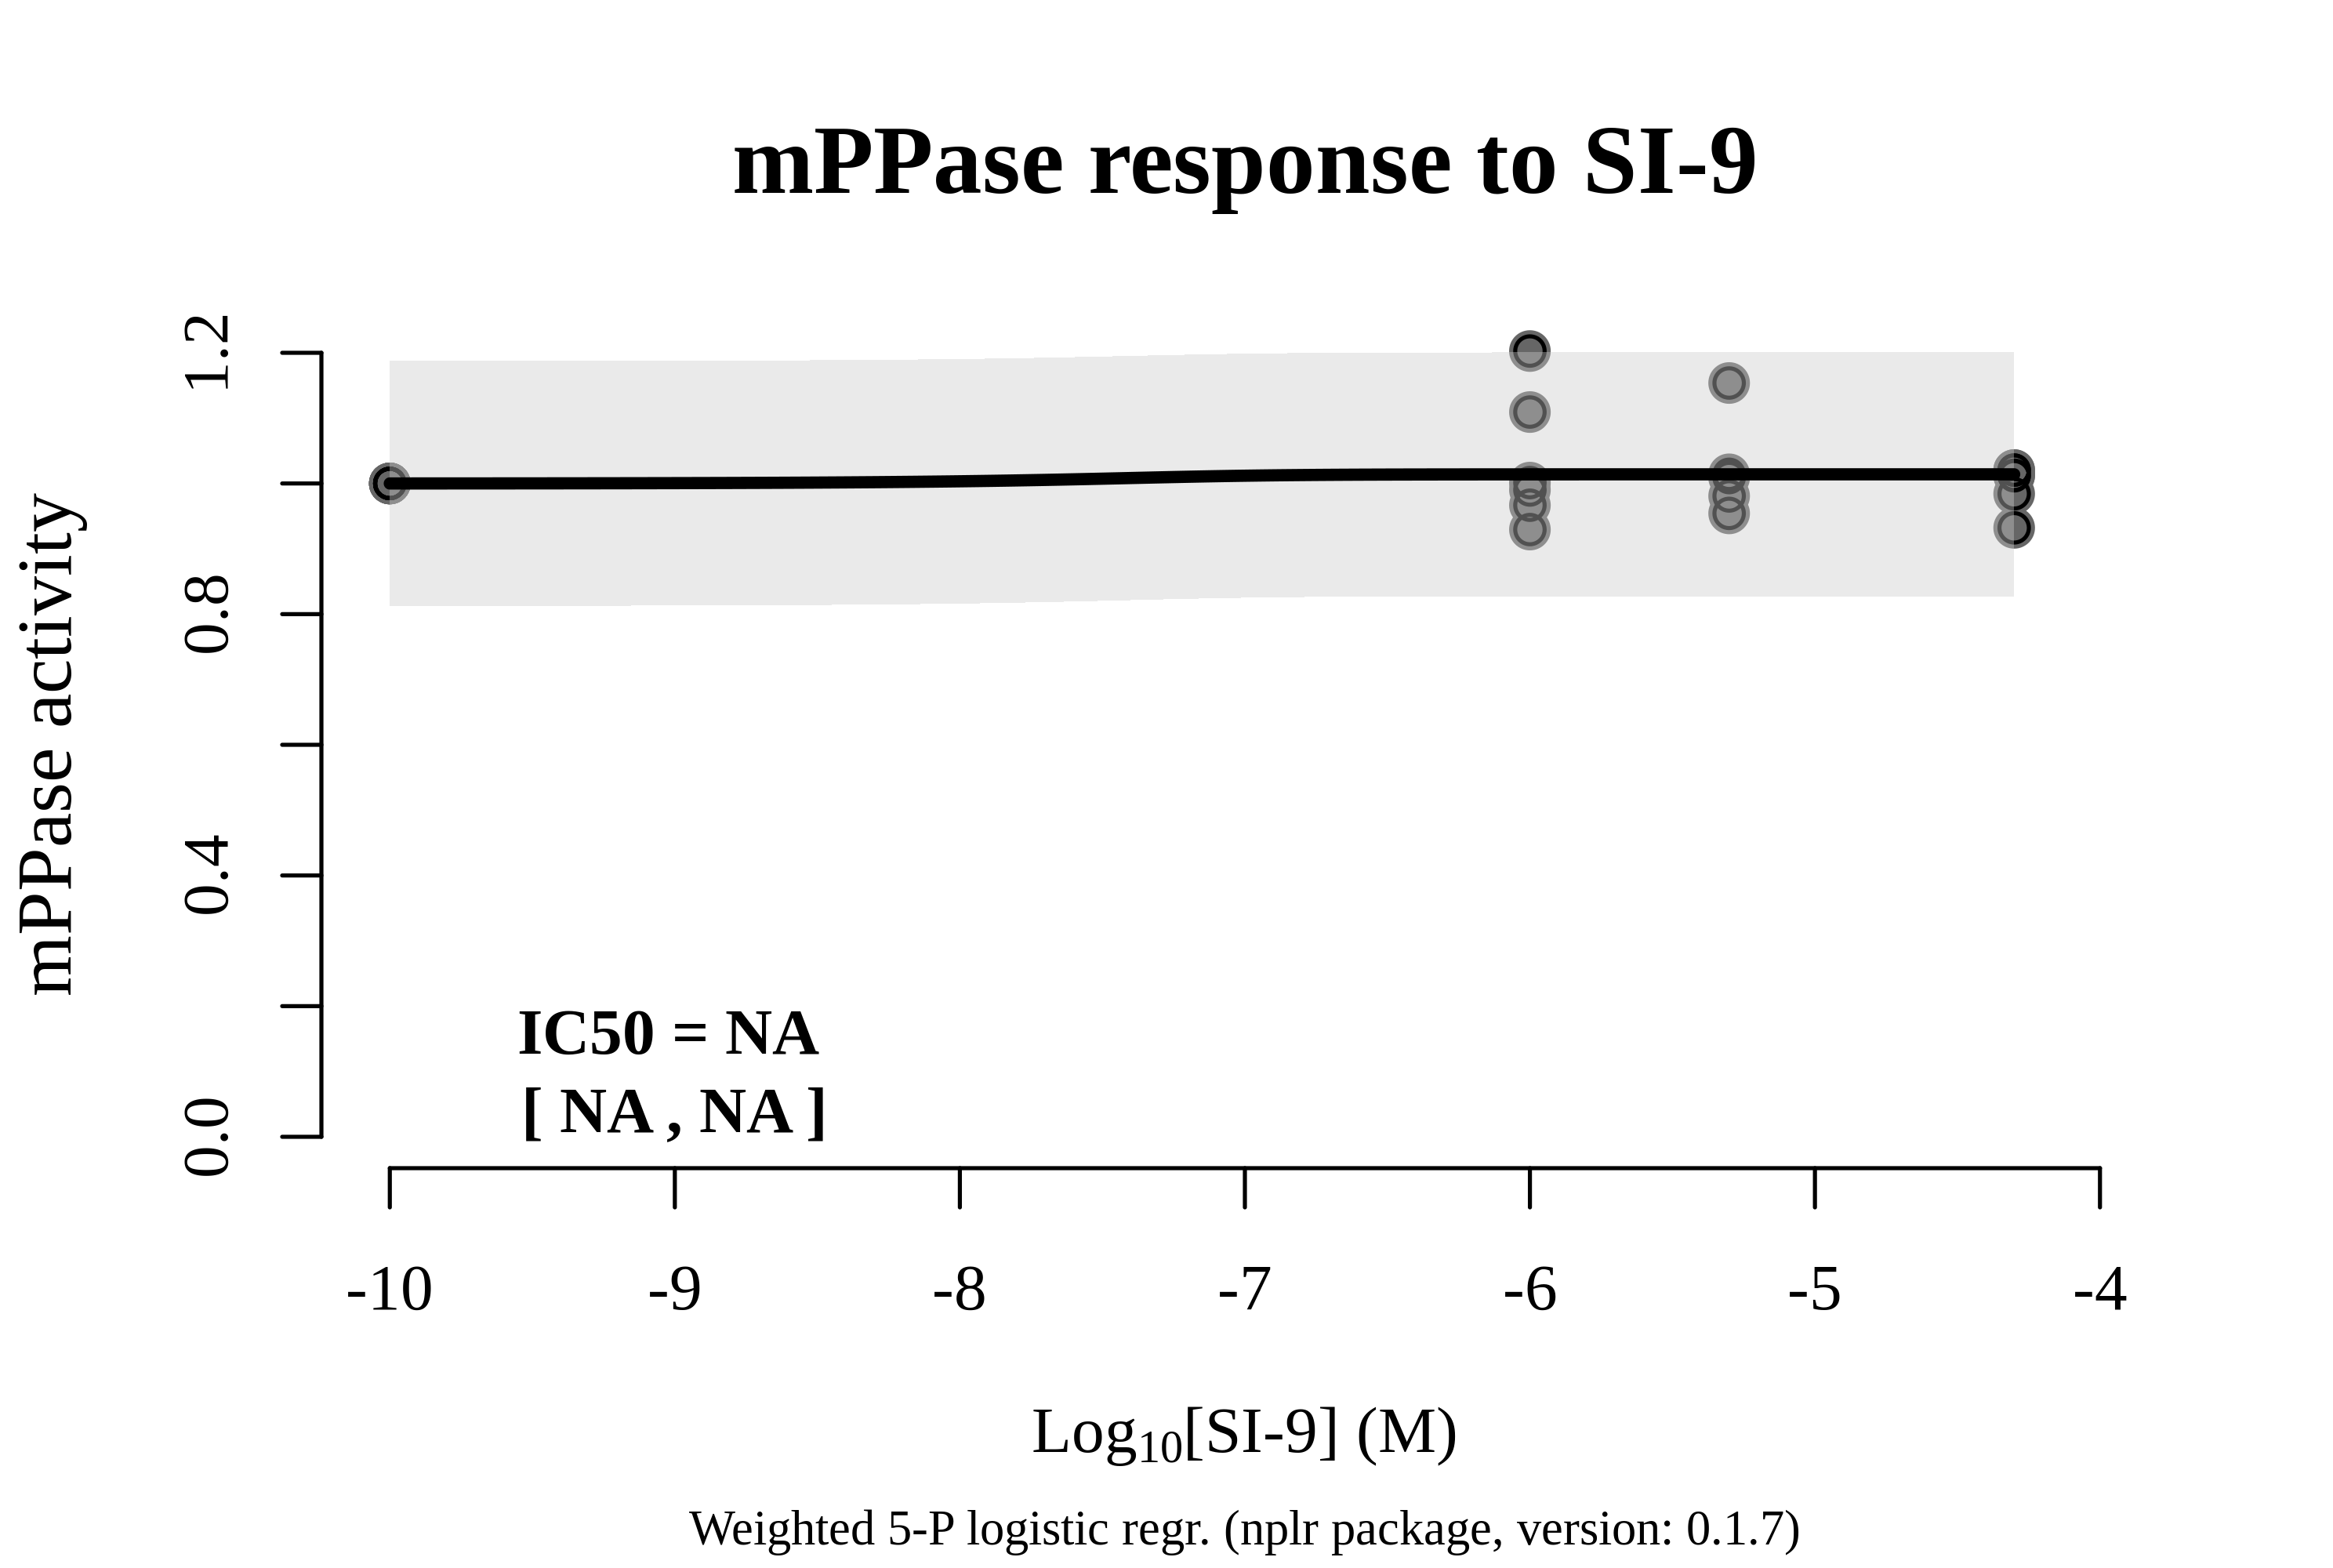 mPPase response to SI-9
mPPase activity
1.2
0.8
0.4
0.0
IC50 = NA
[ NA , NA ]
-10 -9 -8 -7 -6 -5 -4
Log10[SI-9] (M)
Weighted 5-P logistic regr. (nplr package, version: 0.1.7)